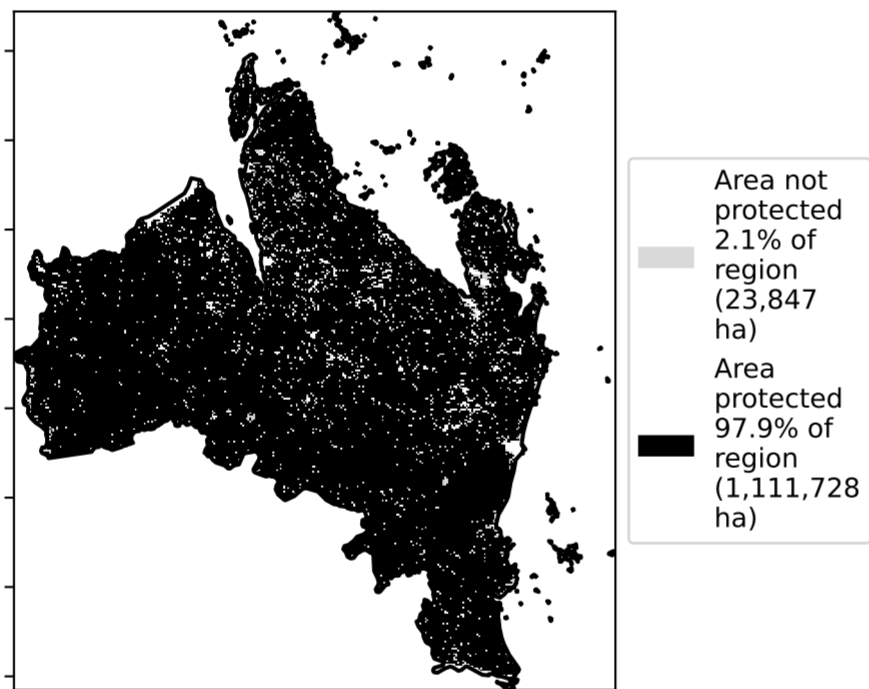 Area not
protected
2.1% of
region
(23,847
ha)
Area
protected
97.9% of
region
(1,111,728
ha)